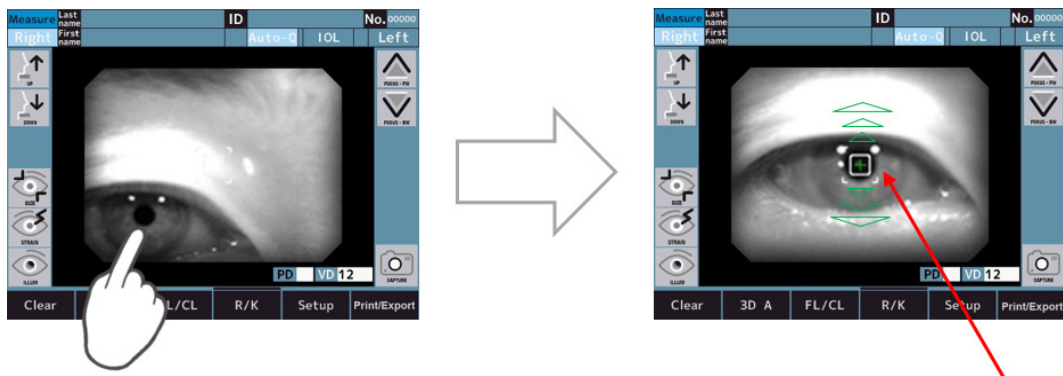 Measure Last name ID No. 00000
Right First name Auto-Q IOL Left
UP
FOCUS - FW
DOWN
FOCUS - BW
SIZE
STRAIN
ILLUM
CAPTURE
PD VD 12
Clear L/CL R/K Setup Print/Export
Measure Last name ID No. 00000
Right First name Auto-Q IOL Left
UP
FOCUS - FW
DOWN
FOCUS - BW
SIZE
STRAIN
ILLUM
CAPTURE
PD VD 12
Clear 3D A FL/CL R/K Setup Print/Export